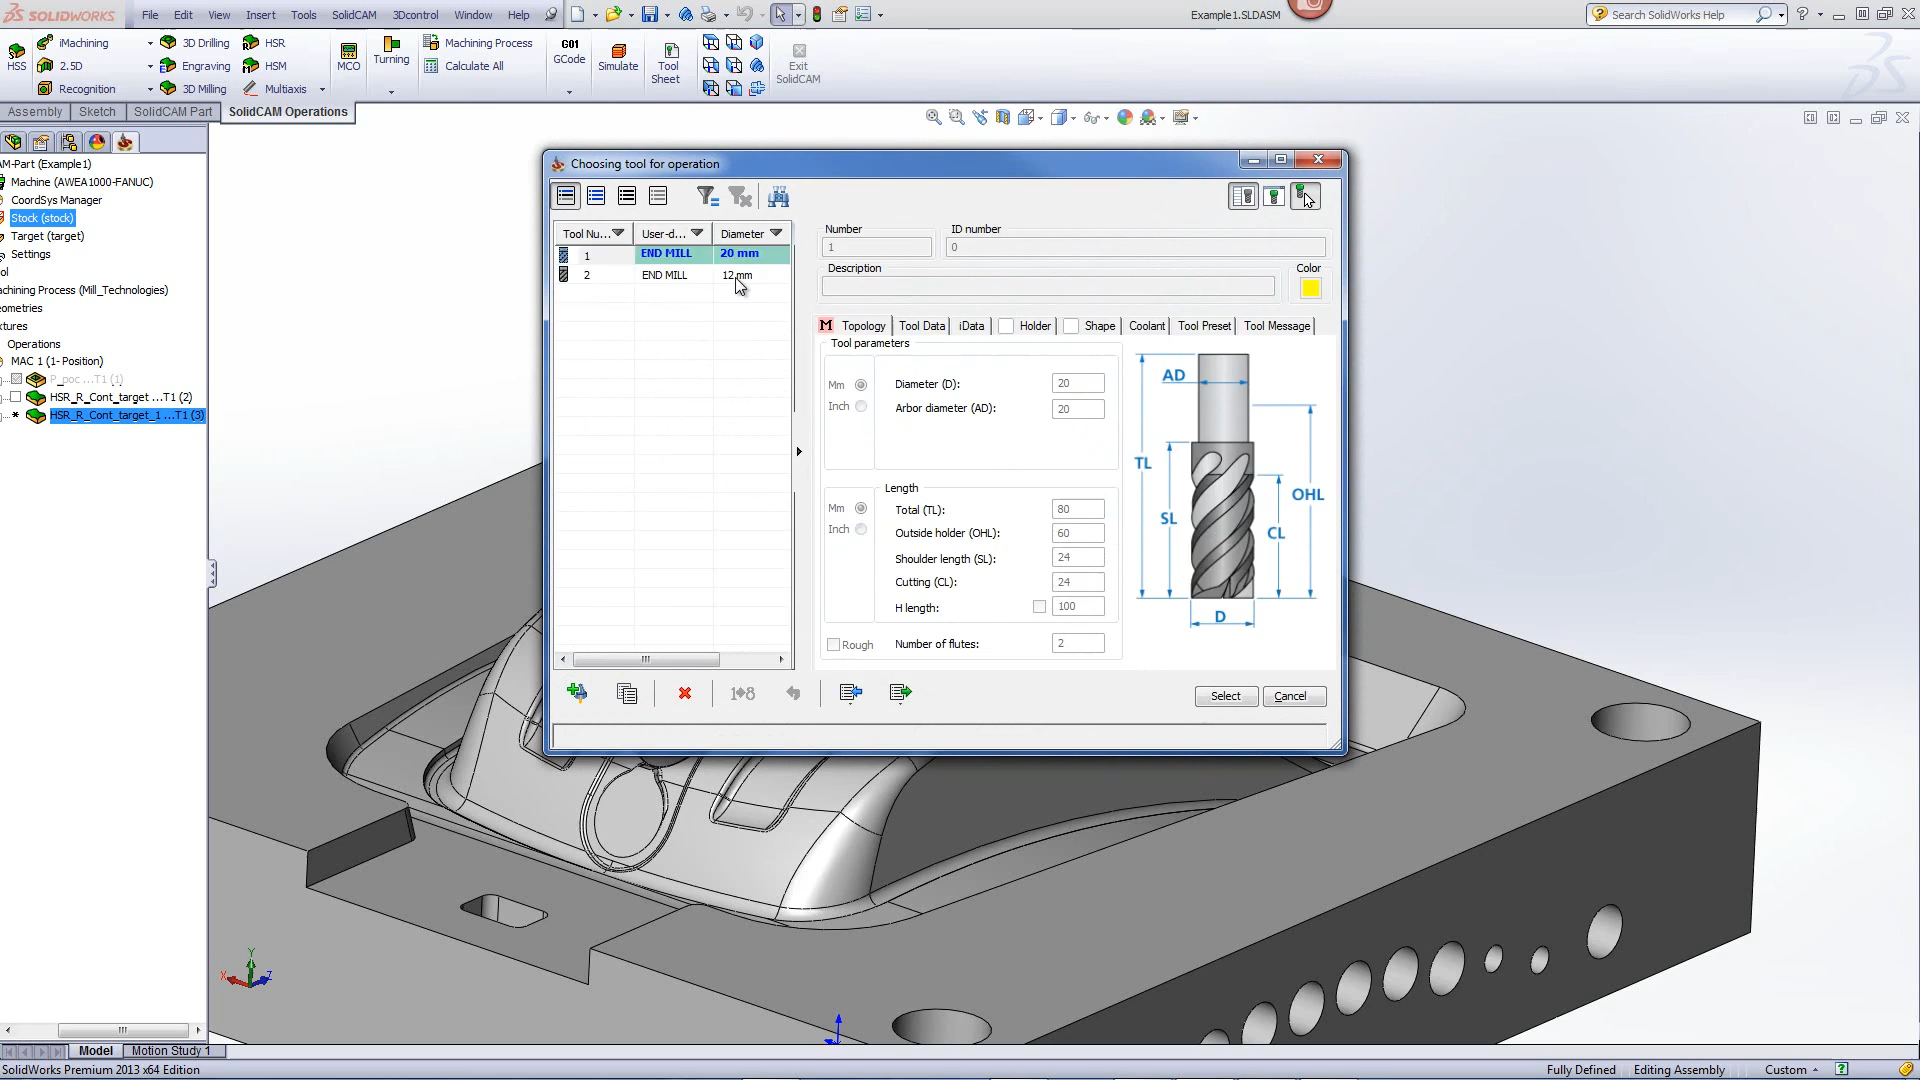 SOLIDWORKS File Edit View Insert Tools SolidCAM 3Dcontrol Window Help Example1.SLDASM Search SolidWorks Help
iMachining 3D Drilling HSR Machining Process
HSS 2.5D Engraving HSM MCO Turning Calculate All G01 GCode Simulate Tool Sheet Exit SolidCAM
Recognition 3D Milling Multiaxis
Assembly Sketch SolidCAM Part SolidCAM Operations
AM-Part (Example1)
Machine (AWEA1000-FANUC)
CoordSys Manager
Stock (stock)
Target (target)
Settings
ol
achining Process (Mill_Technologies)
eometries
xtures
Operations
MAC 1 (1- Position)
P_poc ...T1 (1)
HSR_R_Cont_target ...T1 (2)
* HSR_R_Cont_target_1 ...T1 (3)
Choosing tool for operation
Tool Nu... User-d... Diameter
1 END MILL 20 mm
2 END MILL 12 mm
Number ID number
1 0
Description Color
M Topology Tool Data iData Holder Shape Coolant Tool Preset Tool Message
Tool parameters
Mm Diameter (D): 20
Inch Arbor diameter (AD): 20
Length
Mm Total (TL): 80
Inch Outside holder (OHL): 60
Shoulder length (SL): 24
Cutting (CL): 24
H length: 100
Rough Number of flutes: 2
AD
TL
OHL
SL
CL
D
1 8
Select Cancel
Y
X
Z
Model Motion Study 1
SolidWorks Premium 2013 x64 Edition Fully Defined Editing Assembly Custom